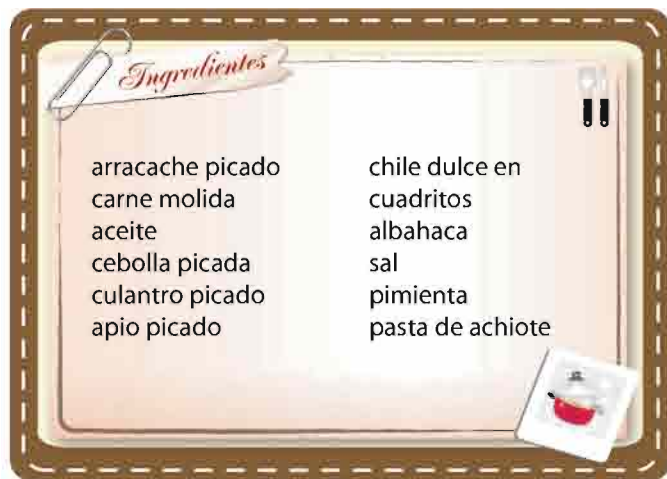 Ingredientes
arracache picado
carne molida
aceite
cebolla picada
culantro picado
apio picado
chile dulce en
cuadritos
albahaca
sal
pimienta
pasta de achiote